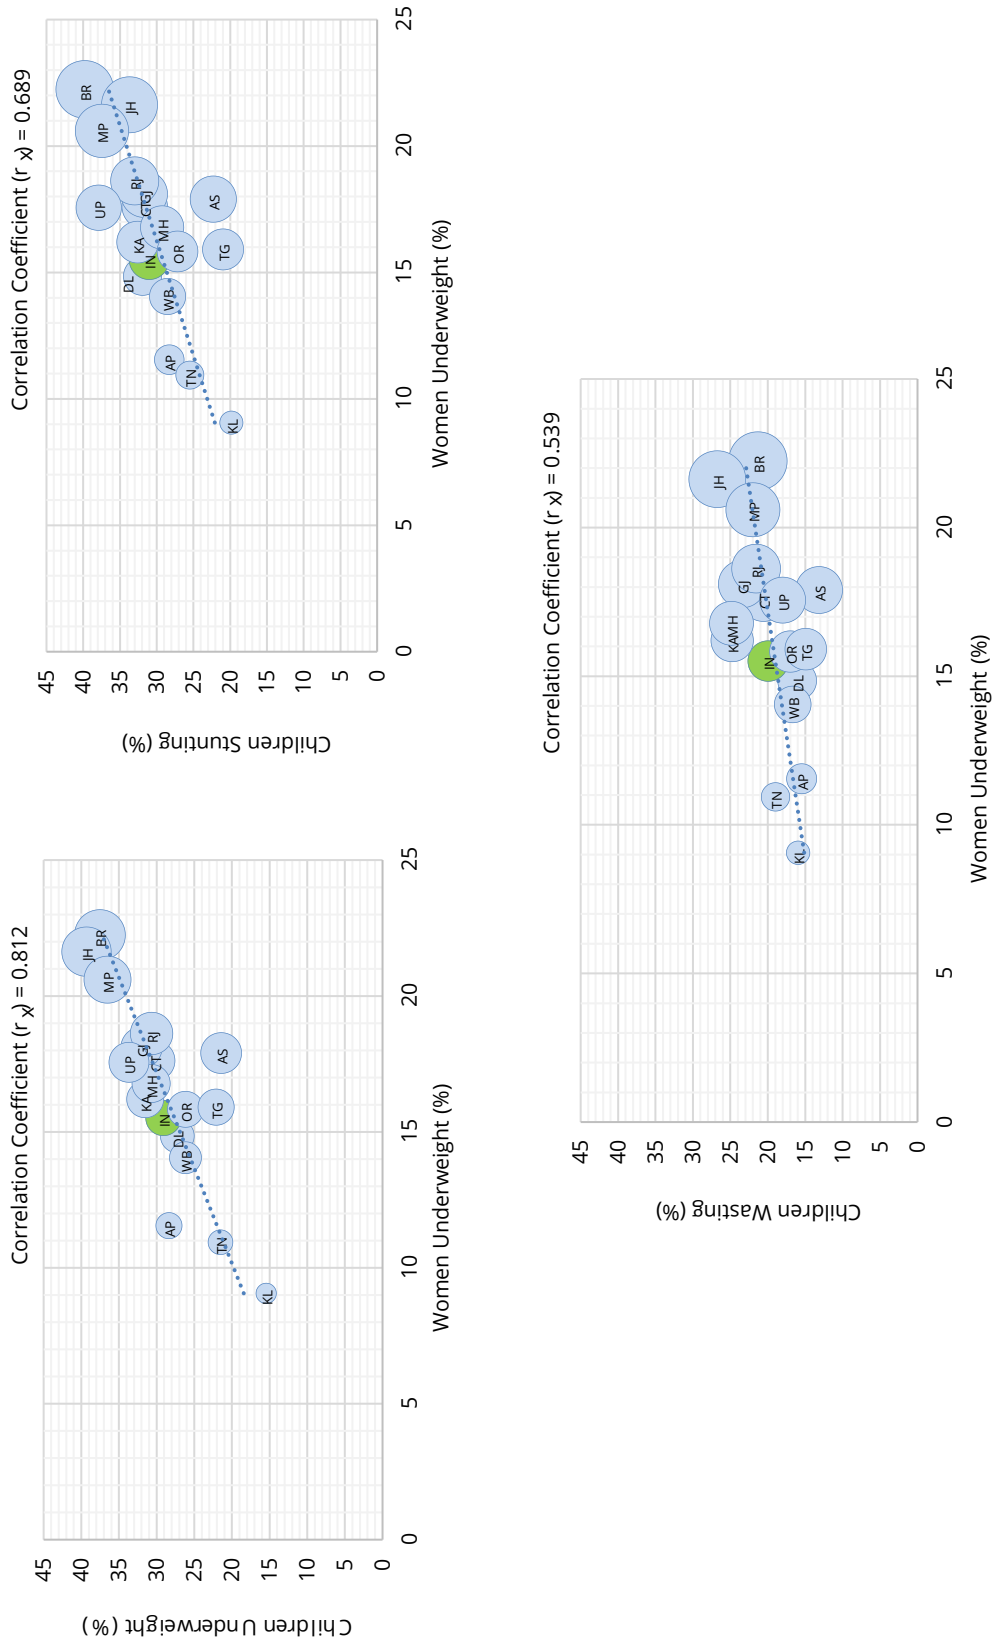 Correlation Coefficient (r x) = 0.812
Children Underweight (%)
45
40
35
30
25
20
15
10
5
0
KL
TN
AP
WB
DL
IN
OR
TG
KA
MH
CT
UP
GJ
AS
RJ
MP
JH
BR
0
5
10
15
20
25
Women Underweight (%)
Correlation Coefficient (r x) = 0.689
Children Stunting (%)
45
40
35
30
25
20
15
10
5
0
KL
TN
AP
WB
DL
IN
OR
TG
KA
MH
UP
CT
GJ
AS
RJ
MP
JH
BR
0
5
10
15
20
25
Women Underweight (%)
Correlation Coefficient (r x) = 0.539
Children Wasting (%)
45
40
35
30
25
20
15
10
5
0
KL
TN
AP
WB
DL
IN
OR
TG
KA
MH
CT
UP
GJ
AS
RJ
MP
JH
BR
0
5
10
15
20
25
Women Underweight (%)